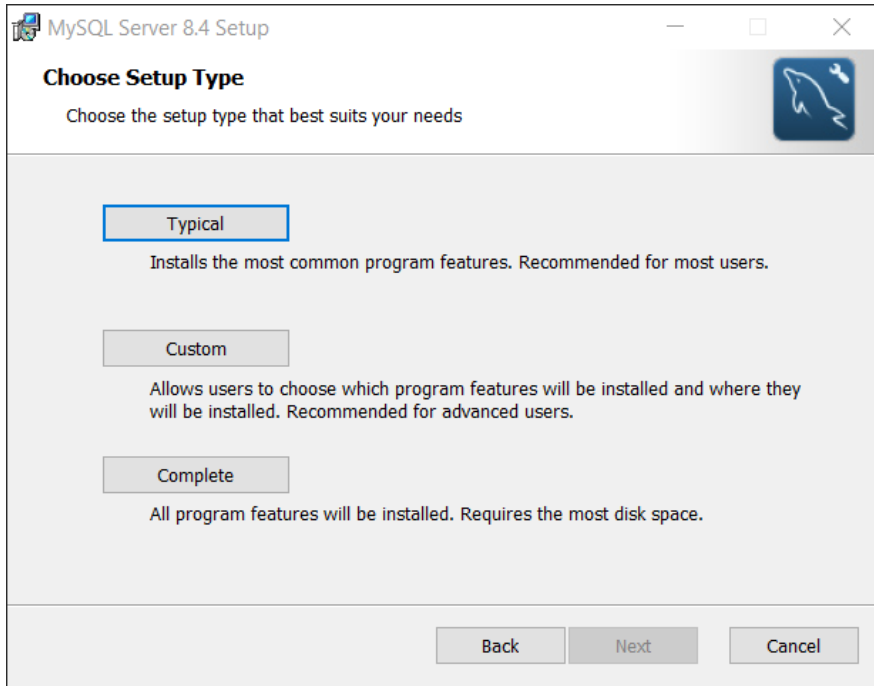 MySQL Server 8.4 Setup
Choose Setup Type
Choose the setup type that best suits your needs
Typical
Installs the most common program features. Recommended for most users.
Custom
Allows users to choose which program features will be installed and where they
will be installed. Recommended for advanced users.
Complete
All program features will be installed. Requires the most disk space.
Back Next Cancel